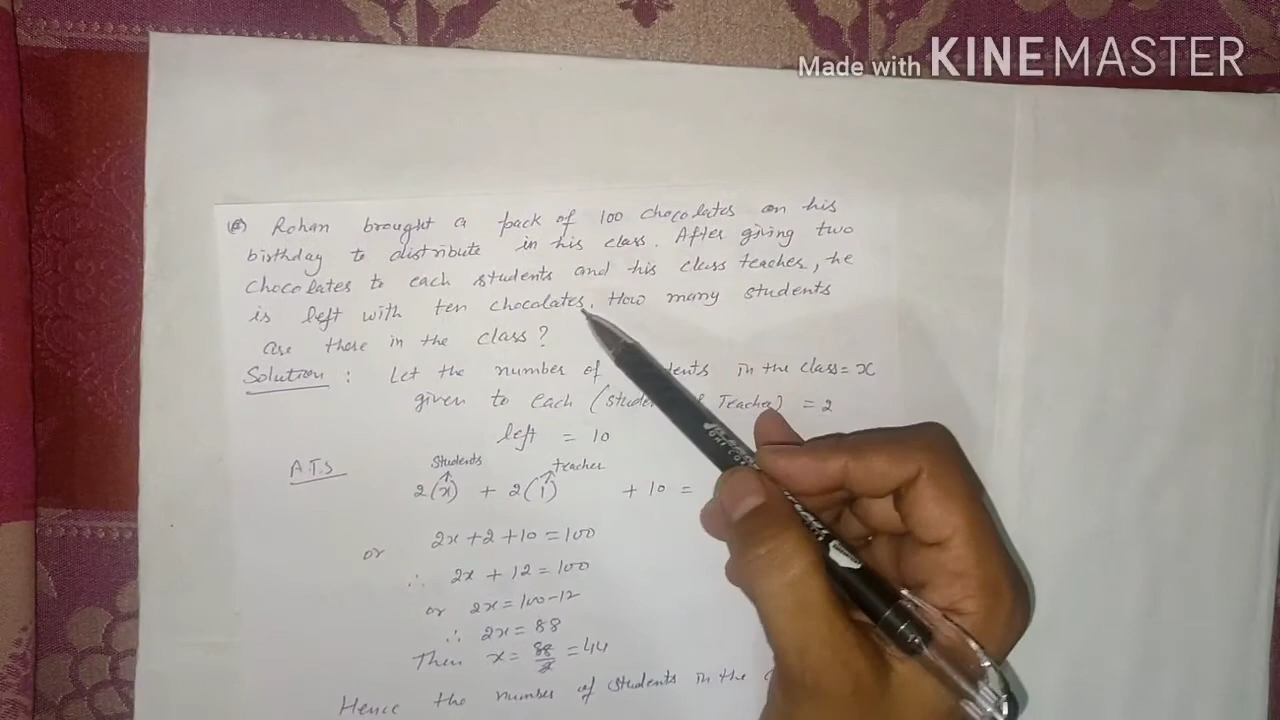 Made with KINEMASTER
Rohan brought a pack of 100 chocolates on his
birthday to distribute in his class. After giving two
chocolates to each students and his class teacher, he
is left with ten chocolates. How many students
are there in the class?
Solution : Let the number of in the class = x
given to each ( Teacher) = 2
left = 10
Students teacher
A.T.S 2(x) + 2(1) + 10 =
or 2x + 2 + 10 = 100
∴ 2x + 12 = 100
or 2x = 100 - 12
∴ 2x = 88
Then x = 88/2 = 44
Hence the number of students in the